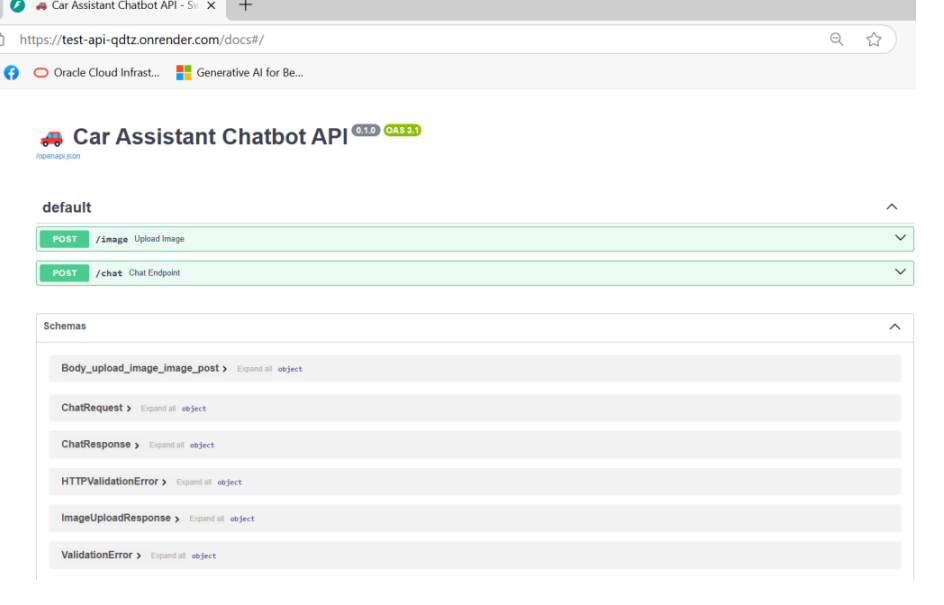 Car Assistant Chatbot API - Sw
https://test-api-qdtz.onrender.com/docs#/
Oracle Cloud Infrast... Generative AI for Be...
Car Assistant Chatbot API 0.1.0 OAS 3.1
/openapi.json
default
POST /image Upload Image
POST /chat Chat Endpoint
Schemas
Body_upload_image_image_post Expand all object
ChatRequest Expand all object
ChatResponse Expand all object
HTTPValidationError Expand all object
ImageUploadResponse Expand all object
ValidationError Expand all object